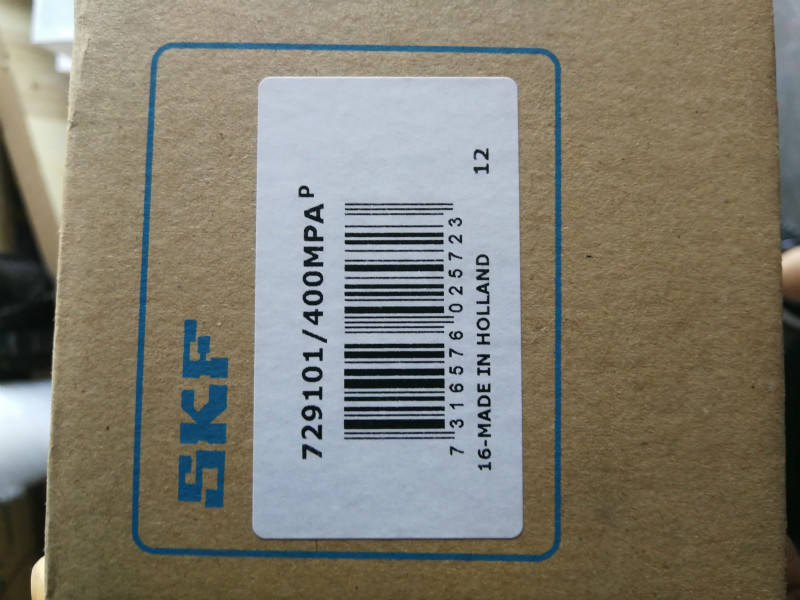 SKF
729101/400MPA P
7 316576 025723
16-MADE IN HOLLAND 12